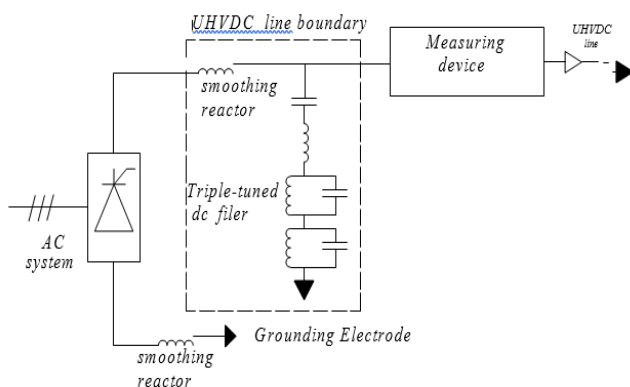 UHVDC line boundary
Measuring
device
UHVDC
line
smoothing
reactor
Triple-tuned
dc filer
AC
system
Grounding Electrode
smoothing
reactor